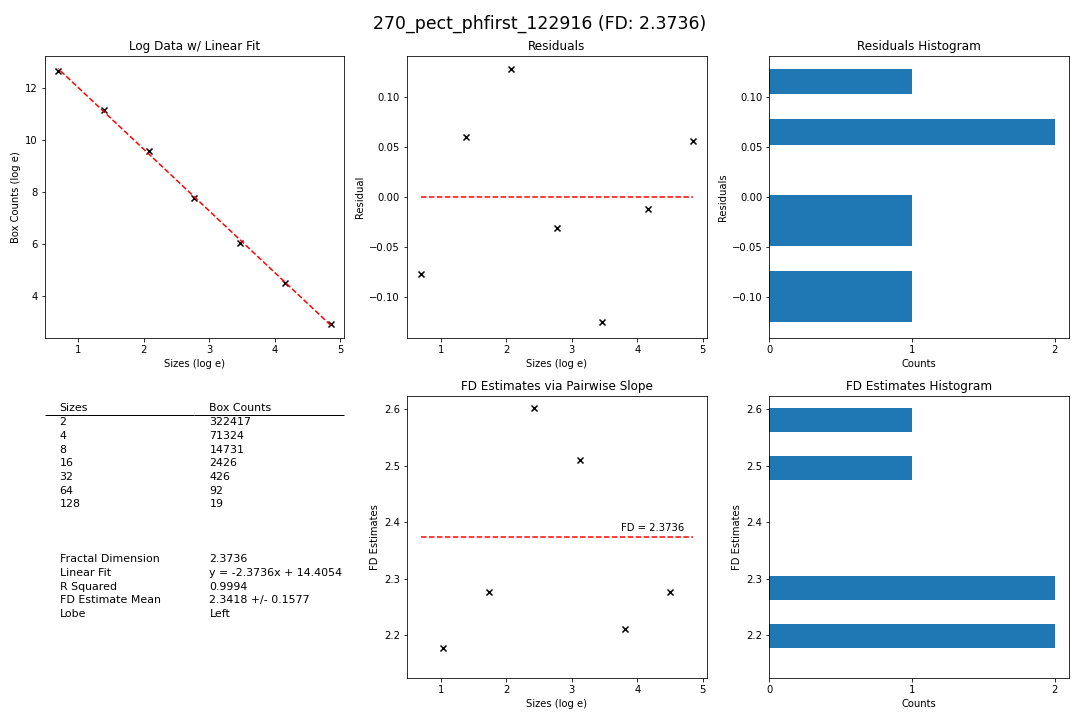 270_pect_phfirst_122916 (FD: 2.3736)
Log Data w/ Linear Fit
Box Counts (log e)
12
10
8
6
4
1 2 3 4 5
Sizes (log e)
Residuals
Residual
0.10
0.05
0.00
−0.05
−0.10
1 2 3 4 5
Sizes (log e)
Residuals Histogram
Residuals
0.10
0.05
0.00
−0.05
−0.10
0 1 2
Counts
Sizes Box Counts
2 322417
4 71324
8 14731
16 2426
32 426
64 92
128 19
Fractal Dimension 2.3736
Linear Fit y = -2.3736x + 14.4054
R Squared 0.9994
FD Estimate Mean 2.3418 +/- 0.1577
Lobe Left
FD Estimates via Pairwise Slope
FD Estimates
2.6
2.5
2.4
2.3
2.2
FD = 2.3736
1 2 3 4 5
Sizes (log e)
FD Estimates Histogram
FD Estimates
2.6
2.5
2.4
2.3
2.2
0 1 2
Counts